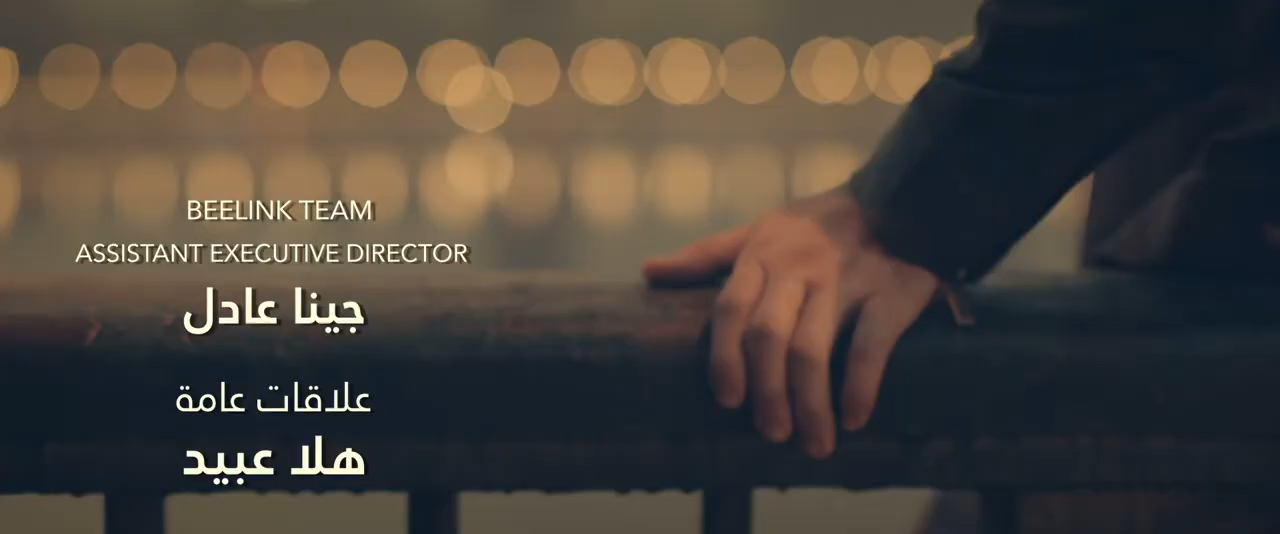 BEELINK TEAM
ASSISTANT EXECUTIVE DIRECTOR
جينا عادل
علاقات عامة
هلا عبيد